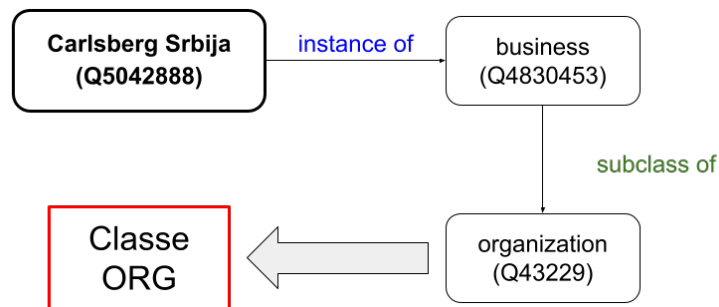 Carlsberg Srbija
(Q5042888)
instance of
business
(Q4830453)
subclass of
organization
(Q43229)
Classe
ORG